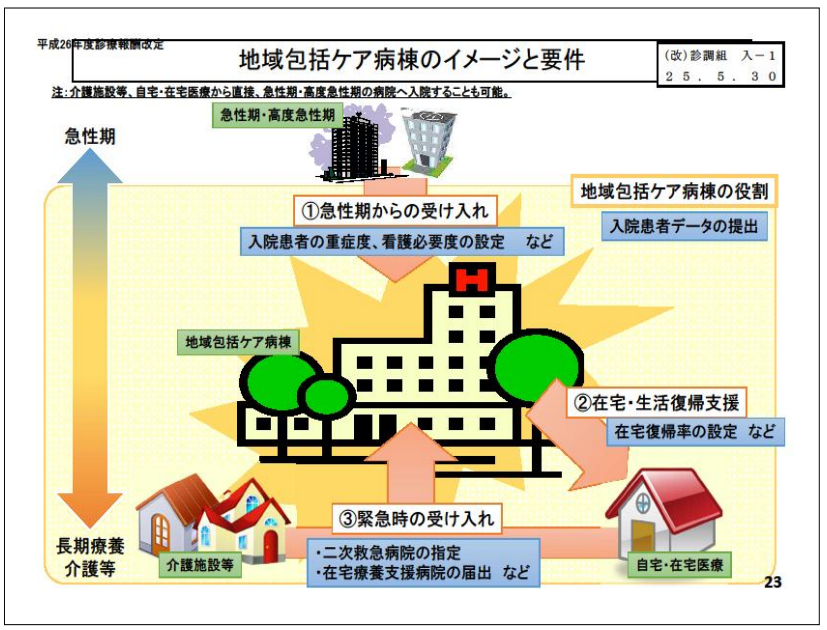 平成26年度診療報酬改定
地域包括ケア病棟のイメージと要件
(改)診調組 入－1
25．5．30
注:介護施設等、自宅・在宅医療から直接、急性期・高度急性期の病院へ入院することも可能。
急性期・高度急性期
急性期
地域包括ケア病棟の役割
①急性期からの受け入れ
入院患者の重症度、看護必要度の設定 など
入院患者データの提出
H
地域包括ケア病棟
②在宅・生活復帰支援
在宅復帰率の設定 など
③緊急時の受け入れ
・二次救急病院の指定
・在宅療養支援病院の届出 など
長期療養
介護等
介護施設等
自宅・在宅医療
23